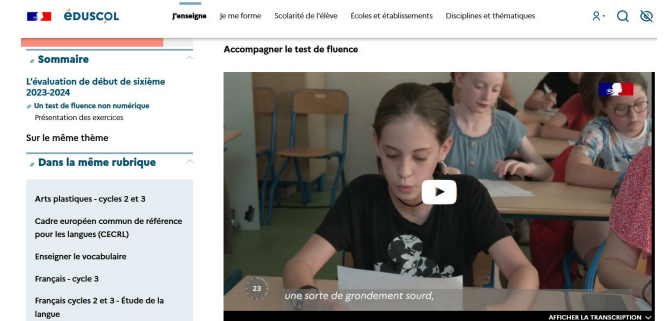 éduscol
J'enseigne
Je me forme
Scolarité de l'élève
Écoles et établissements
Disciplines et thématiques
Sommaire
L'évaluation de début de sixième
2023-2024
Un test de fluence non numérique
Présentation des exercices
Sur le même thème
Dans la même rubrique
Arts plastiques - cycles 2 et 3
Cadre européen commun de référence
pour les langues (CECRL)
Enseigner le vocabulaire
Français - cycle 3
Français cycles 2 et 3 - Étude de la
langue
Accompagner le test de fluence
23
une sorte de grondement sourd,
AFFICHER LA TRANSCRIPTION